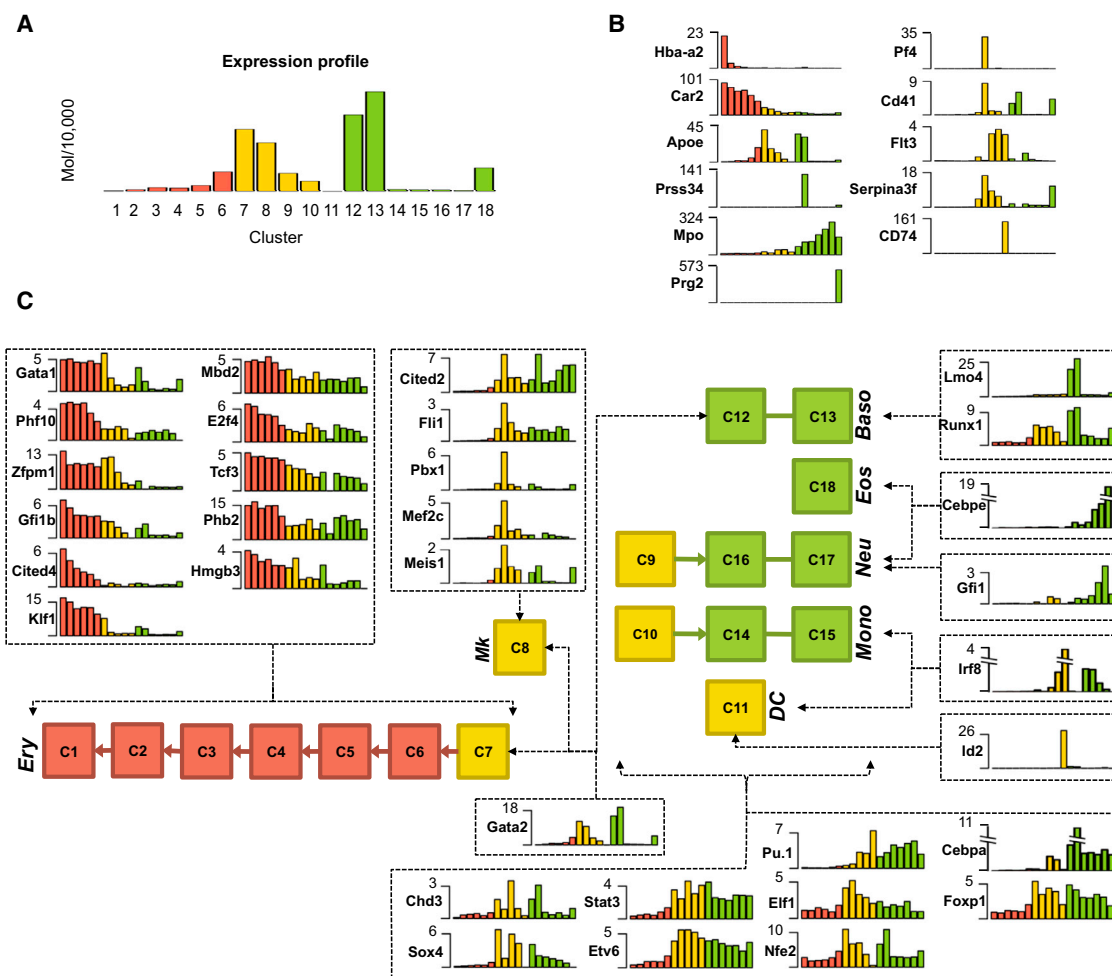 A
Expression profile
Mol/10,000
1 2 3 4 5 6 7 8 9 10 11 12 13 14 15 16 17 18
Cluster
B
23
Hba-a2
101
Car2
45
Apoe
141
Prss34
324
Mpo
573
Prg2
35
Pf4
9
Cd41
4
Flt3
18
Serpina3f
161
CD74
C
5
Gata1
4
Phf10
13
Zfpm1
6
Gfi1b
6
Cited4
15
Klf1
5
Mbd2
6
E2f4
5
Tcf3
15
Phb2
4
Hmgb3
7
Cited2
3
Fli1
Pbx1
5
Mef2c
2
Meis1
C12 C13 Baso
C18 Eos
C9 C16 C17 Neu
C10 C14 C15 Mono
C11 DC
Mk C8
Ery C1 C2 C3 C4 C5 C6 C7
25
Lmo4
9
Runx1
19
Cebpe
3
Gfi1
4
Irf8
26
Id2
18
Gata2
7
Pu.1
11
Cebpa
3
Chd3
4
Stat3
5
Elf1
5
Foxp1
6
Sox4
5
Etv6
10
Nfe2